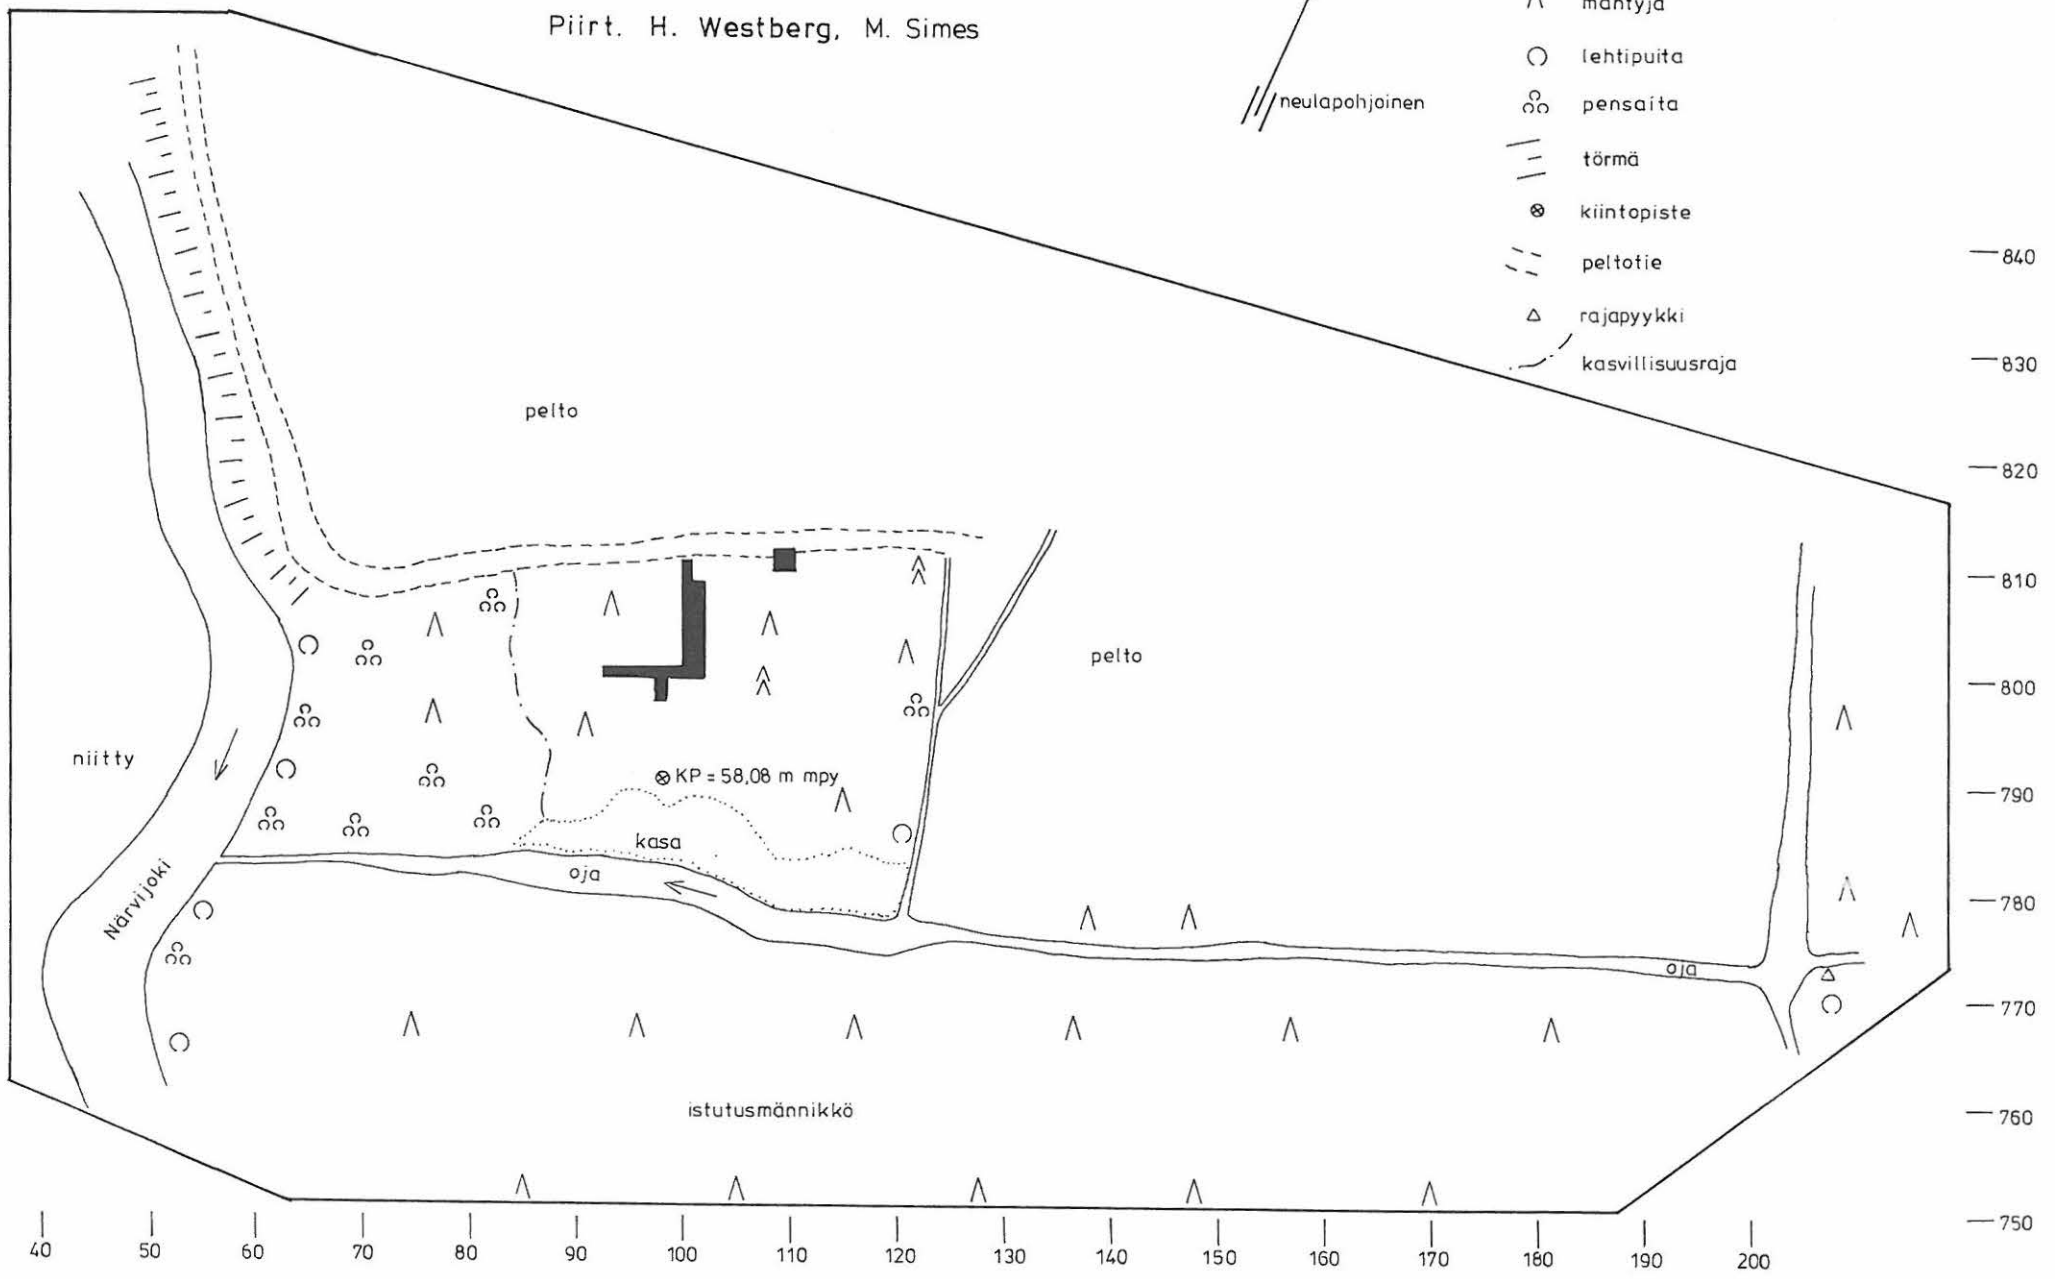 Piirt. H. Westberg, M. Simes
mäntyjä
lehtipuita
neulapohjoinen
pensaita
törmä
kiintopiste
peltotie
rajapyykki
kasvillisuusraja
840
830
820
810
800
790
780
770
760
750
pelto
pelto
niitty
KP = 58,08 m mpy
kasa
oja
Närvijoki
oja
istutusmännikkö
40 50 60 70 80 90 100 110 120 130 140 150 160 170 180 190 200